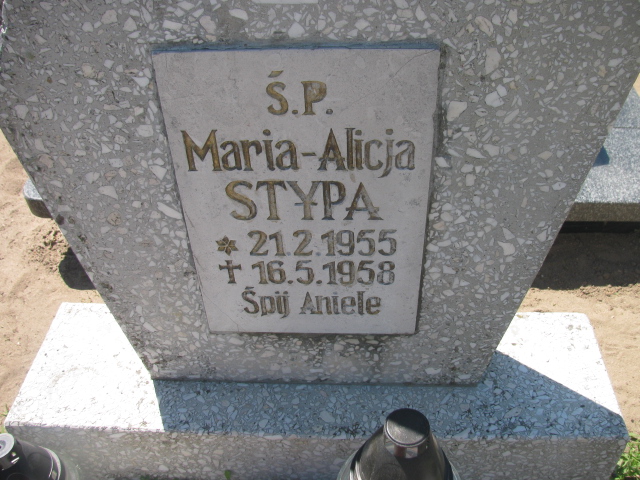 Ś.P.
Maria-Alicja
STYPA
* 21.2.1955
✝ 16.5.1958
Śpij Aniele